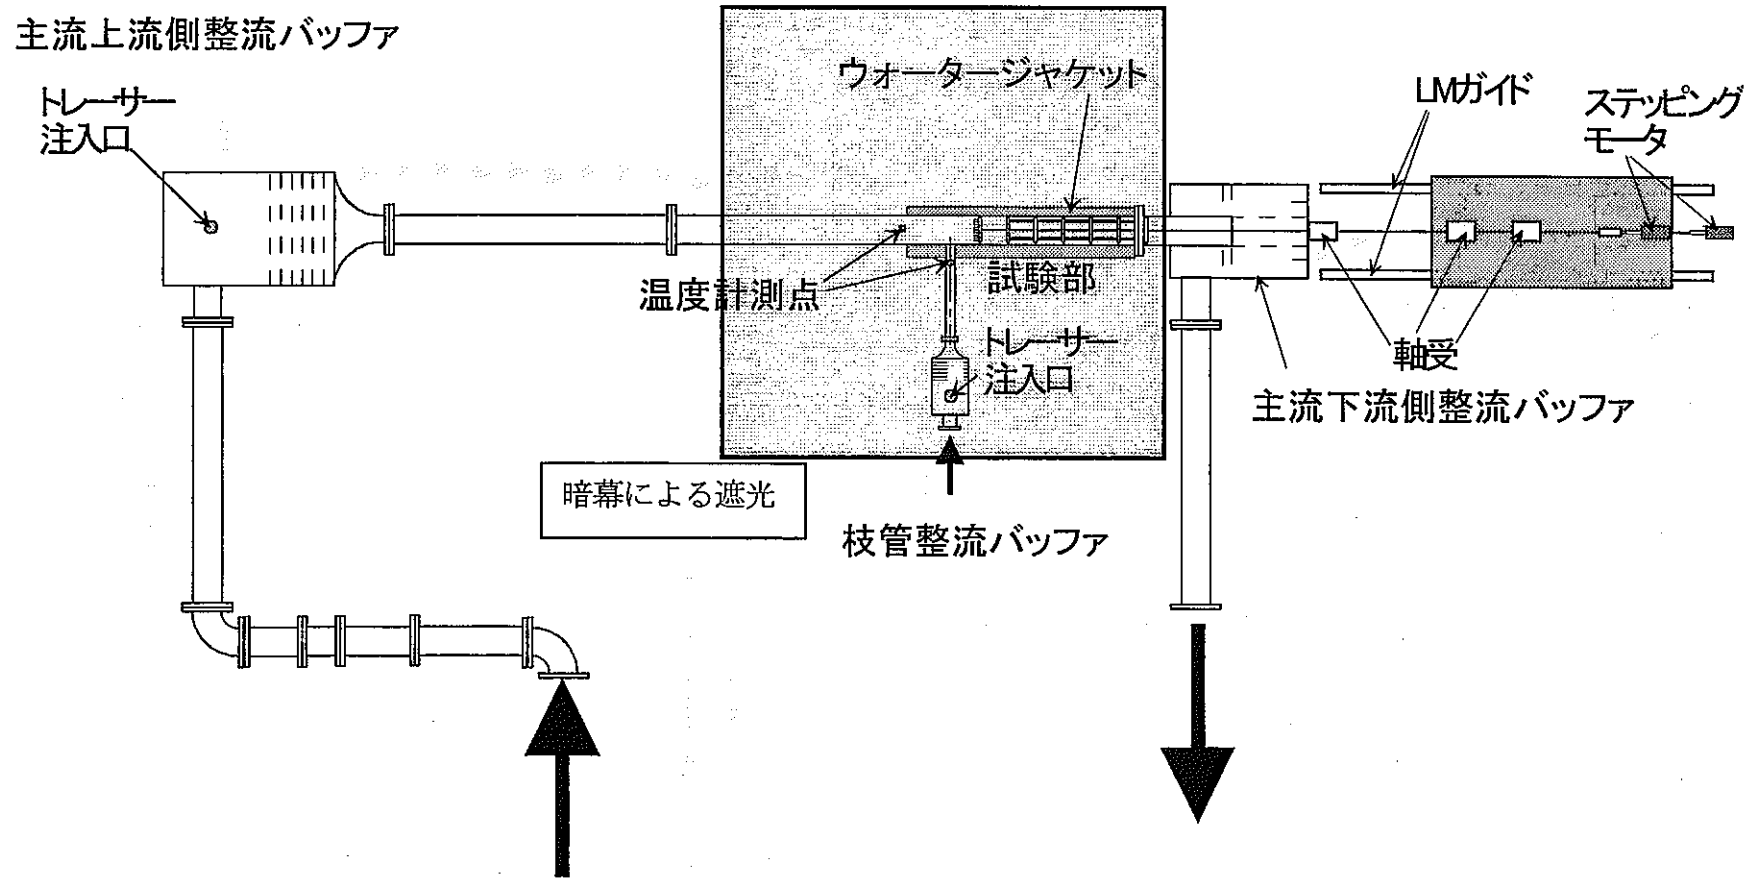 主流上流側整流バッファ
トレーサー
注入口
ウォータージャケット
LMガイド
ステッピング
モータ
温度計測点
試験部
トレーサー
注入口
軸受
主流下流側整流バッファ
暗幕による遮光
枝管整流バッファ